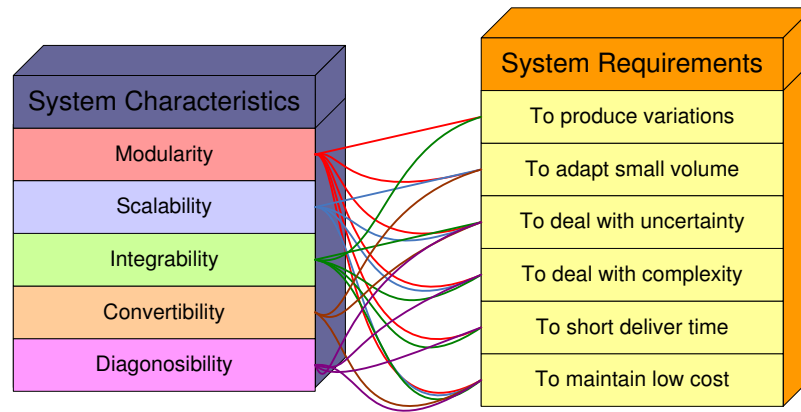 System Characteristics
Modularity
Scalability
Integrability
Convertibility
Diagonosibility
System Requirements
To produce variations
To adapt small volume
To deal with uncertainty
To deal with complexity
To short deliver time
To maintain low cost